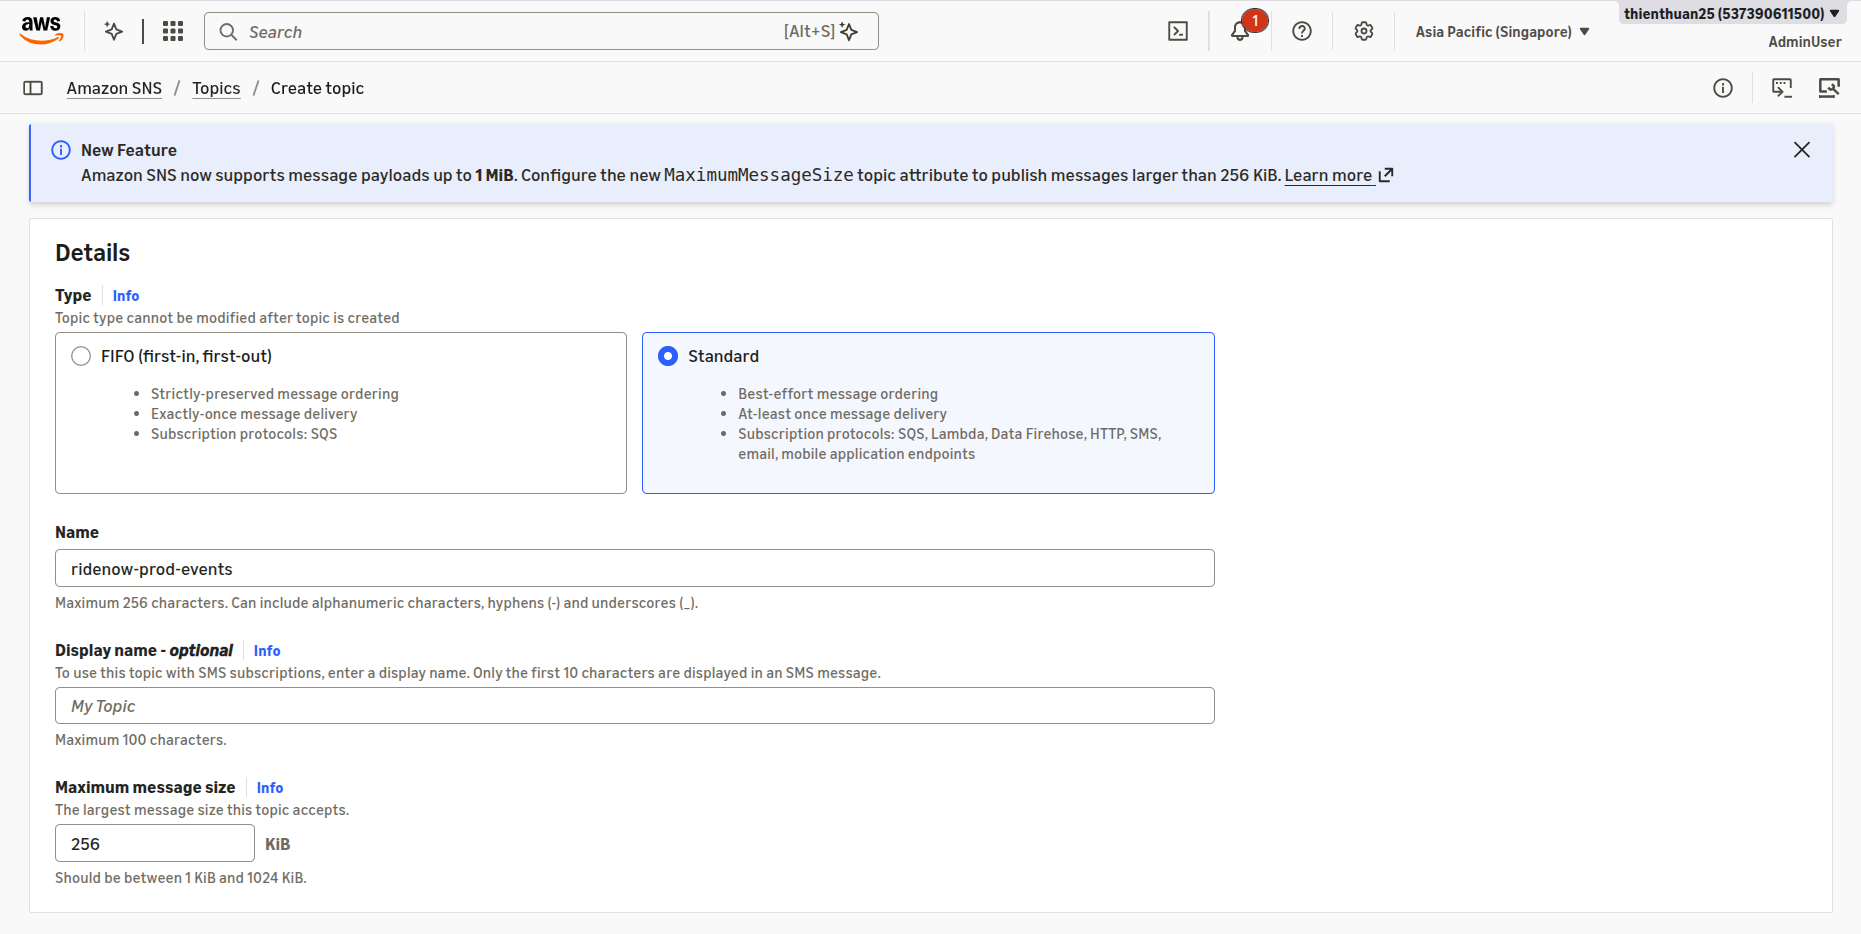 aws
Search
[Alt+S]
1
Asia Pacific (Singapore)
thienthuan25 (537390611500)
AdminUser
Amazon SNS / Topics / Create topic
New Feature
Amazon SNS now supports message payloads up to 1 MiB. Configure the new MaximumMessageSize topic attribute to publish messages larger than 256 KiB. Learn more
Details
Type Info
Topic type cannot be modified after topic is created
FIFO (first-in, first-out)
• Strictly-preserved message ordering
• Exactly-once message delivery
• Subscription protocols: SQS
Standard
• Best-effort message ordering
• At-least once message delivery
• Subscription protocols: SQS, Lambda, Data Firehose, HTTP, SMS,
email, mobile application endpoints
Name
ridenow-prod-events
Maximum 256 characters. Can include alphanumeric characters, hyphens (-) and underscores (_).
Display name - optional Info
To use this topic with SMS subscriptions, enter a display name. Only the first 10 characters are displayed in an SMS message.
My Topic
Maximum 100 characters.
Maximum message size Info
The largest message size this topic accepts.
256 KiB
Should be between 1 KiB and 1024 KiB.